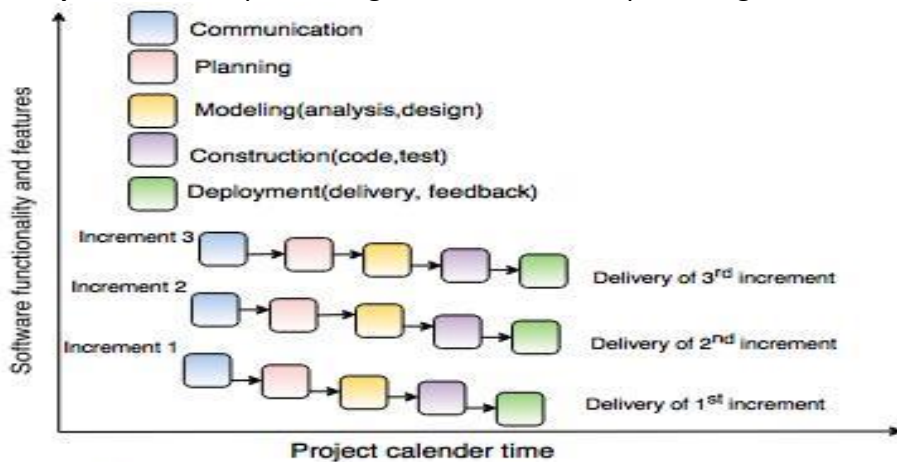 Communication
Planning
Modeling(analysis,design)
Construction(code,test)
Deployment(delivery, feedback)
Software functionality and features
Increment 3
Delivery of 3rd increment
Increment 2
Delivery of 2nd increment
Increment 1
Delivery of 1st increment
Project calender time